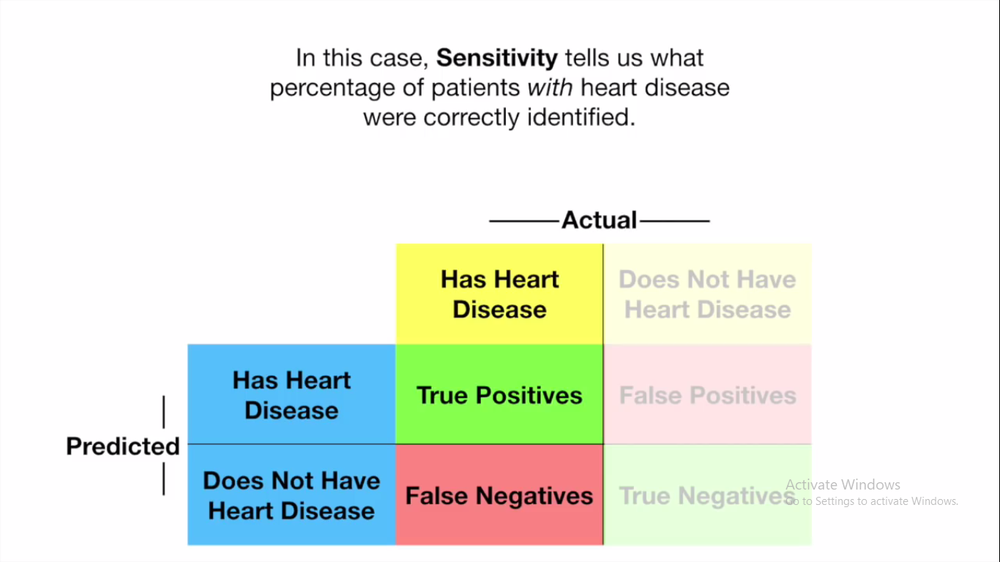 In this case, Sensitivity tells us what
percentage of patients with heart disease
were correctly identified.
Actual
Has Heart
Disease
Does Not Have
Heart Disease
Has Heart
Disease
True Positives
False Positives
Predicted
Does Not Have
Heart Disease
False Negatives
True Negatives
Activate Windows
Go to Settings to activate Windows.